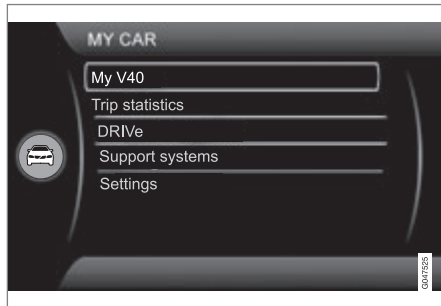 MY CAR
My V40
Trip statistics
DRIVe
Support systems
Settings
G047525